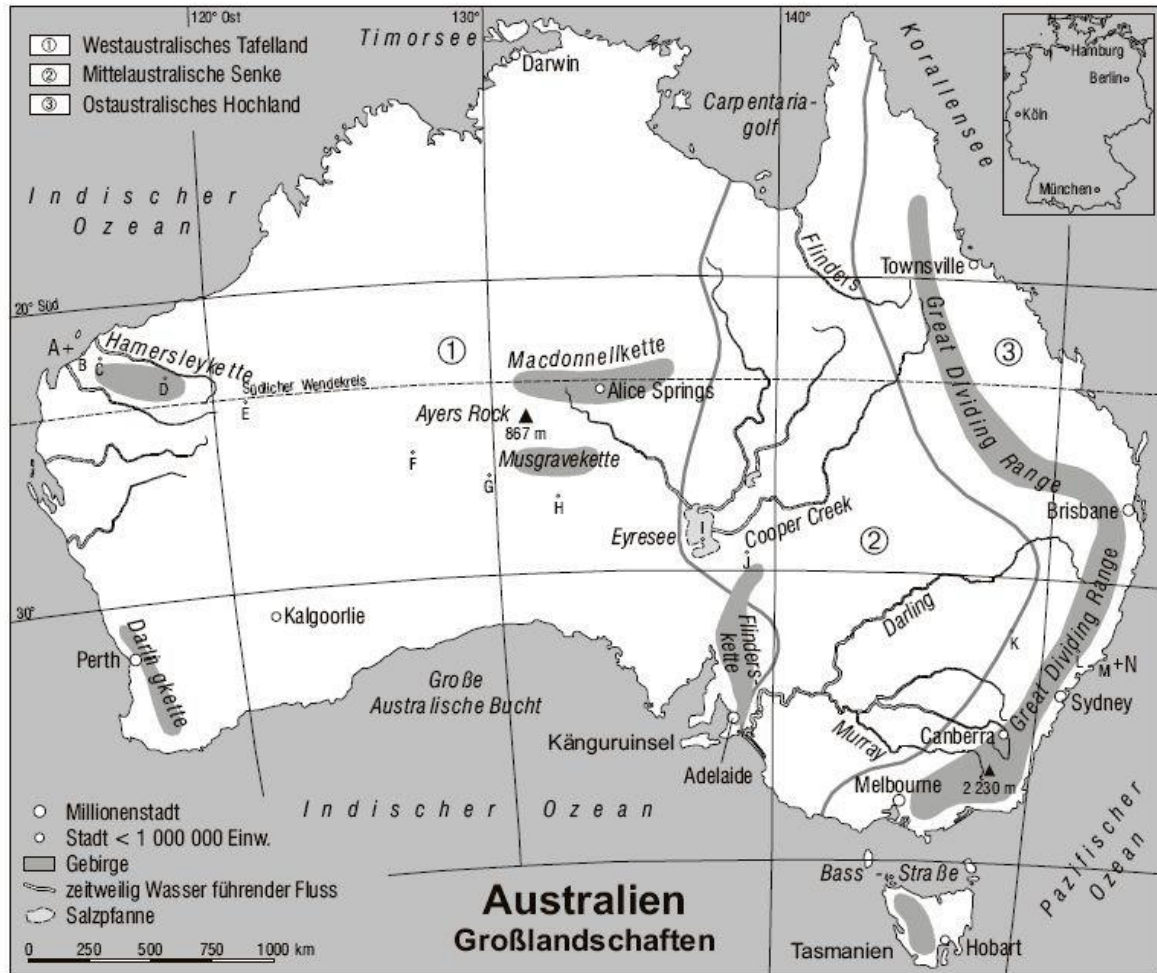 120° Ost
130°
140°
① Westaustralisches Tafelland
② Mittelaustralische Senke
③ Ostaustralisches Hochland
Timorsee
Darwin
Carpentaria-
golf
Korallensee
Hamburg
Berlin
Köln
München
Indischer
Ozean
Flinders
Townsville
20° Süd
A+
B
C
D
Hamersleykette
①
Macdonnellkette
③
Südlicher Wendekreis
E
Alice Springs
Ayers Rock
867 m
Great DIviding Range
F
Musgravekette
G
H
Brisbane
Eyresee
I
Cooper Creek
J
②
30°
Kalgoorlie
Darlin gkette
Perth
Flinders
kette
Darling
K
Great Dividing Range
L
M+N
Sydney
Große
Australische Bucht
Murray
Canberra
Känguruinsel
Adelaide
Melbourne
2 230 m
Indischer Ozean
Pazifischer
Ozean
Millionenstadt
Stadt < 1 000 000 Einw.
Gebirge
zeitweilig Wasser führender Fluss
Salzpfanne
0 250 500 750 1000 km
Bass - Straße
Australien
Großlandschaften
Tasmanien
Hobart